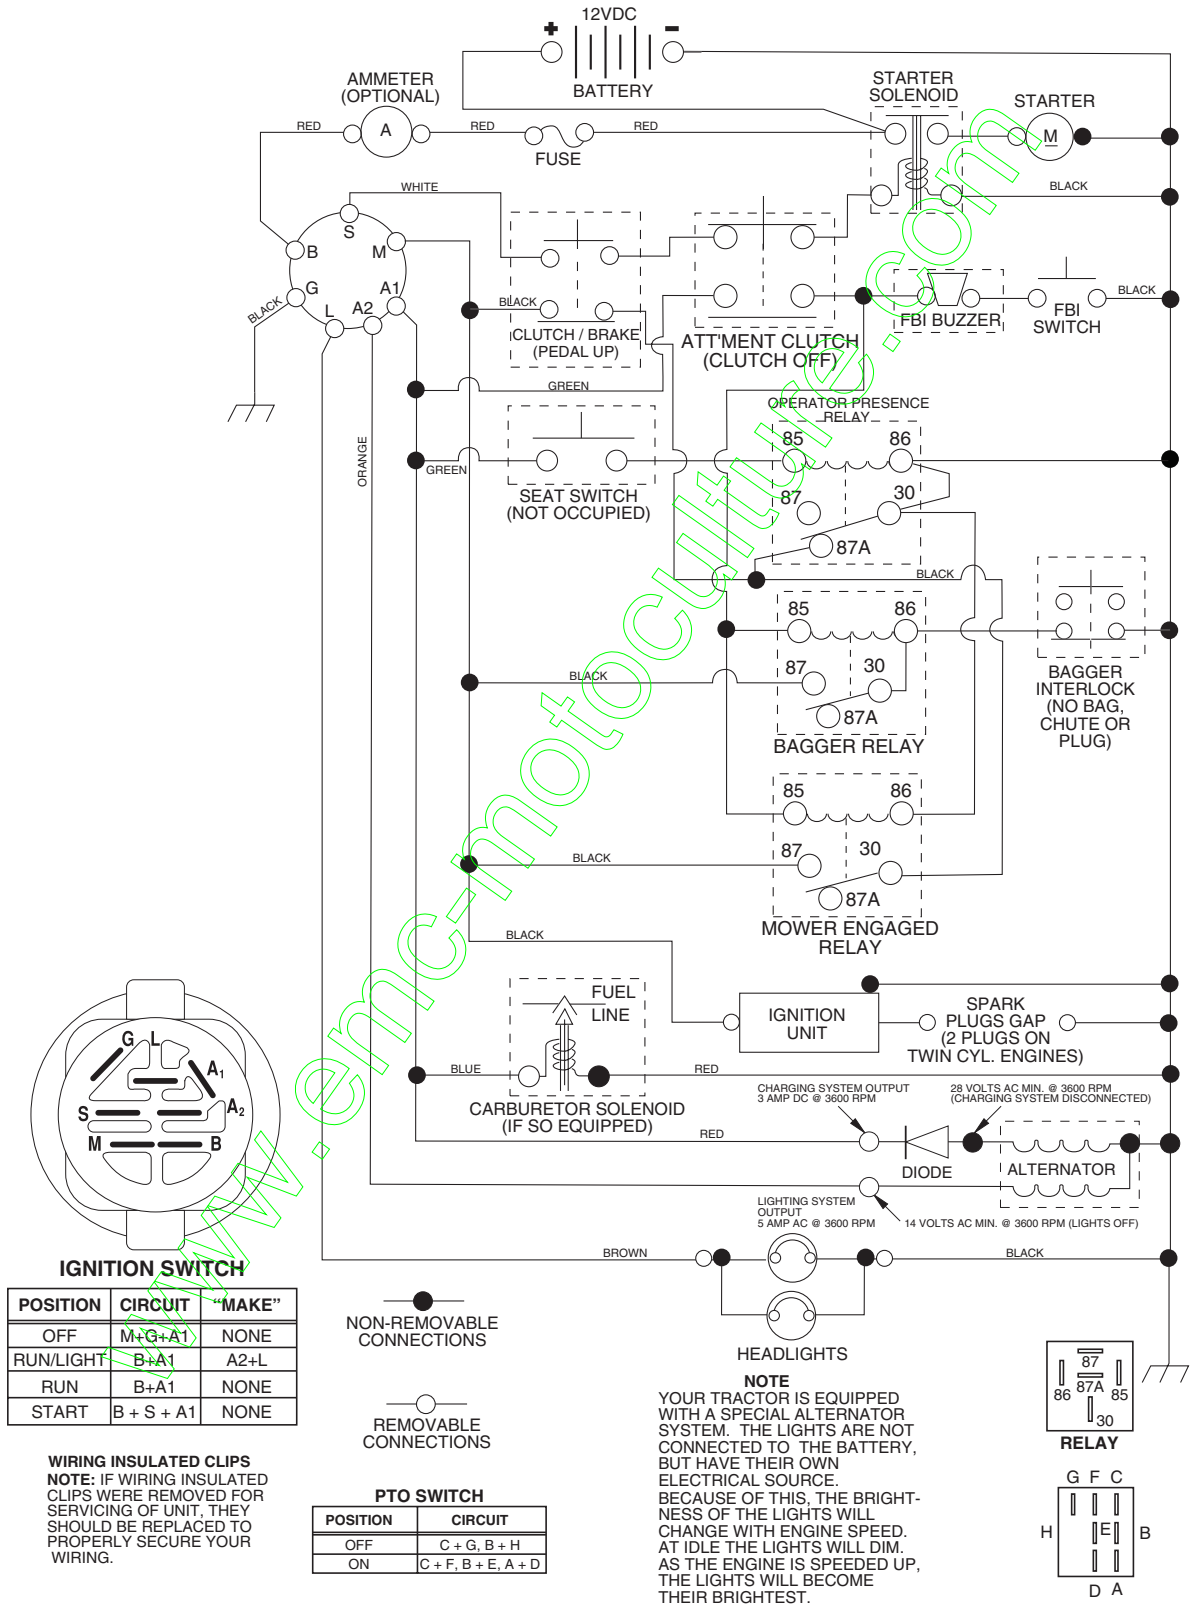 12VDC
+
-
BATTERY
AMMETER
(OPTIONAL)
STARTER
SOLENOID
STARTER
RED
A
RED
FUSE
RED
M
BLACK
WHITE
S
B
M
G
A1
L
A2
BLACK
BLACK
CLUTCH / BRAKE
(PEDAL UP)
ATT'MENT CLUTCH
(CLUTCH OFF)
FBI BUZZER
FBI
SWITCH
BLACK
GREEN
ORANGE
GREEN
SEAT SWITCH
(NOT OCCUPIED)
OPERATOR PRESENCE
RELAY
85
86
87
30
87A
BLACK
85
86
87
30
87A
BLACK
BAGGER RELAY
BAGGER
INTERLOCK
(NO BAG,
CHUTE OR
PLUG)
85
86
87
30
87A
BLACK
MOWER ENGAGED
RELAY
BLACK
FUEL
LINE
IGNITION
UNIT
SPARK
PLUGS GAP
(2 PLUGS ON
TWIN CYL. ENGINES)
BLUE
RED
CARBURETOR SOLENOID
(IF SO EQUIPPED)
CHARGING SYSTEM OUTPUT
3 AMP DC @ 3600 RPM
28 VOLTS AC MIN. @ 3600 RPM
(CHARGING SYSTEM DISCONNECTED)
RED
DIODE
ALTERNATOR
LIGHTING SYSTEM
OUTPUT
5 AMP AC @ 3600 RPM
14 VOLTS AC MIN. @ 3600 RPM (LIGHTS OFF)
BROWN
BLACK
HEADLIGHTS
G L
A1
S
A2
M
B
IGNITION SWITCH
POSITION CIRCUIT "MAKE"
OFF M+G+A1 NONE
RUN/LIGHT B+A1 A2+L
RUN B+A1 NONE
START B + S + A1 NONE
WIRING INSULATED CLIPS
NOTE: IF WIRING INSULATED
CLIPS WERE REMOVED FOR
SERVICING OF UNIT, THEY
SHOULD BE REPLACED TO
PROPERLY SECURE YOUR
WIRING.
NON-REMOVABLE
CONNECTIONS
REMOVABLE
CONNECTIONS
PTO SWITCH
POSITION CIRCUIT
OFF C + G, B + H
ON C + F, B + E, A + D
NOTE
YOUR TRACTOR IS EQUIPPED
WITH A SPECIAL ALTERNATOR
SYSTEM. THE LIGHTS ARE NOT
CONNECTED TO THE BATTERY,
BUT HAVE THEIR OWN
ELECTRICAL SOURCE.
BECAUSE OF THIS, THE BRIGHT-
NESS OF THE LIGHTS WILL
CHANGE WITH ENGINE SPEED.
AT IDLE THE LIGHTS WILL DIM.
AS THE ENGINE IS SPEEDED UP,
THE LIGHTS WILL BECOME
THEIR BRIGHTEST.
87
86 87A 85
30
RELAY
G F C
H E B
D A
www.emc-motoculture.com